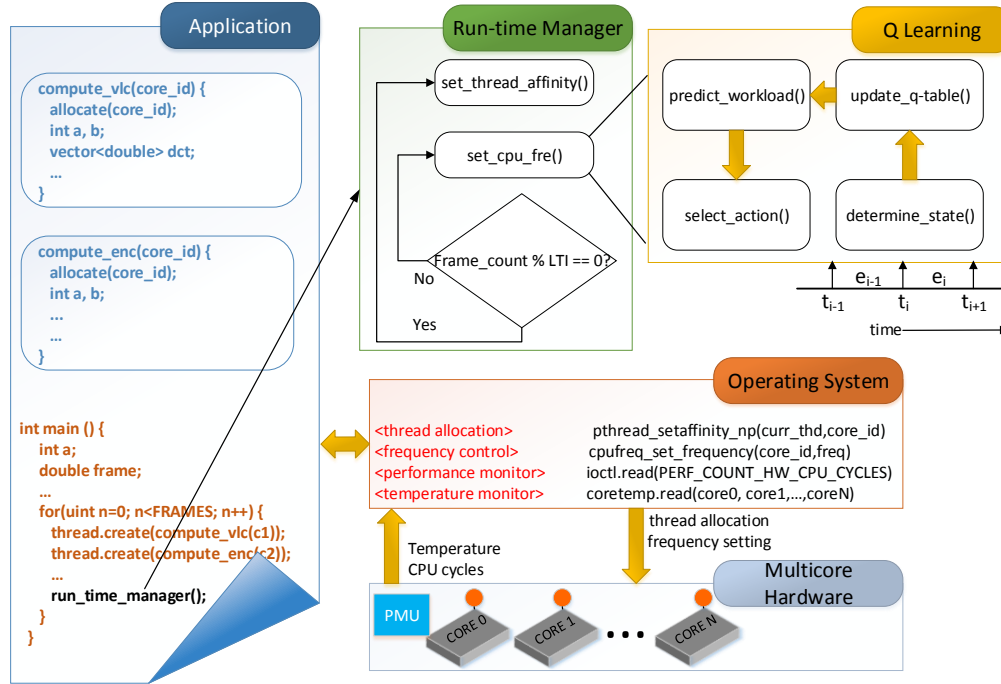 Application
compute_vlc(core_id) {
allocate(core_id);
int a, b;
vector<double> dct;
...
}
compute_enc(core_id) {
allocate(core_id);
int a, b;
...
...
}
int main () {
int a;
double frame;
...
for(uint n=0; n<FRAMES; n++) {
thread.create(compute_vlc(c1));
thread.create(compute_enc(c2));
...
run_time_manager();
}
}
Run-time Manager
set_thread_affinity()
set_cpu_fre()
Frame_count % LTI == 0?
No
Yes
Q Learning
predict_workload()
update_q-table()
select_action()
determine_state()
e_{i-1}
e_i
t_{i-1}
t_i
t_{i+1}
time
Operating System
<thread allocation> pthread_setaffinity_np(curr_thd,core_id)
<frequency control> cpufreq_set_frequency(core_id,freq)
<performance monitor> ioctl.read(PERF_COUNT_HW_CPU_CYCLES)
<temperature monitor> coretemp.read(core0, core1,...,coreN)
Temperature
CPU cycles
thread allocation
frequency setting
Multicore
Hardware
PMU
CORE 0
CORE 1
...
CORE N